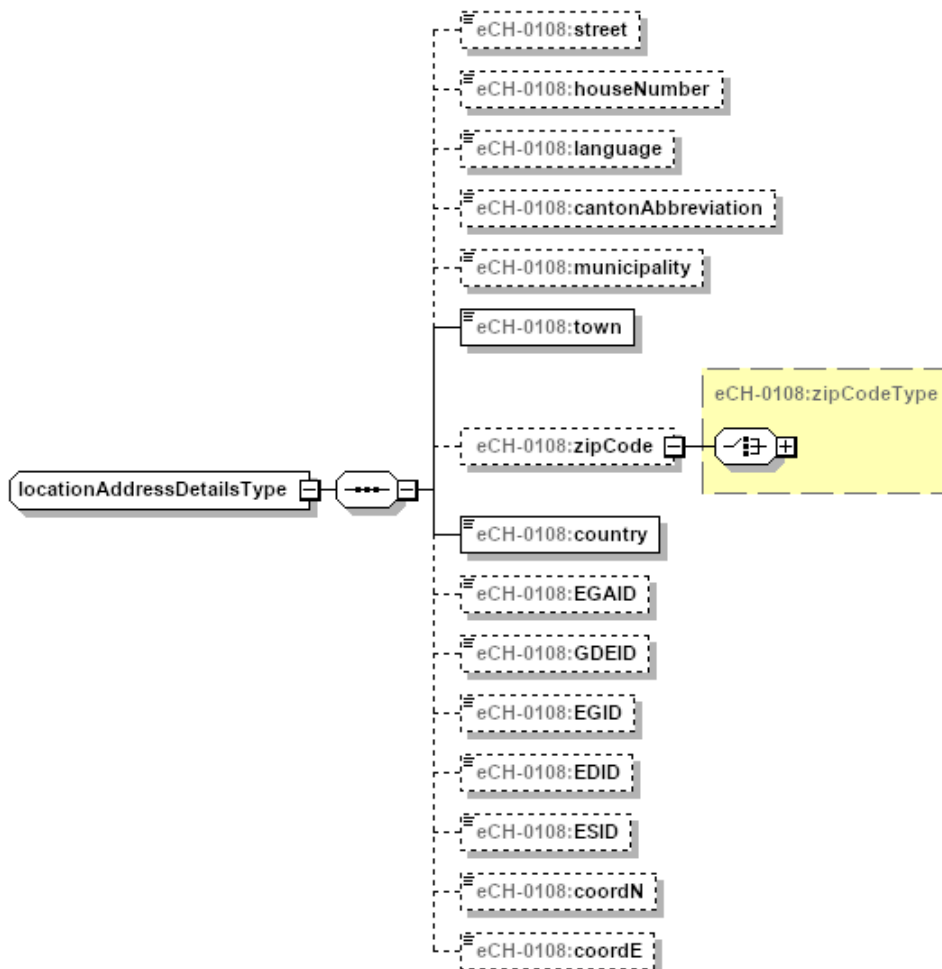 eCH-0108:street
eCH-0108:houseNumber
eCH-0108:language
eCH-0108:cantonAbbreviation
eCH-0108:municipality
eCH-0108:town
eCH-0108:zipCodeType
eCH-0108:zipCode
locationAddressDetailsType
eCH-0108:country
eCH-0108:EGAID
eCH-0108:GDEID
eCH-0108:EGID
eCH-0108:EDID
eCH-0108:ESID
eCH-0108:coordN
eCH-0108:coordE